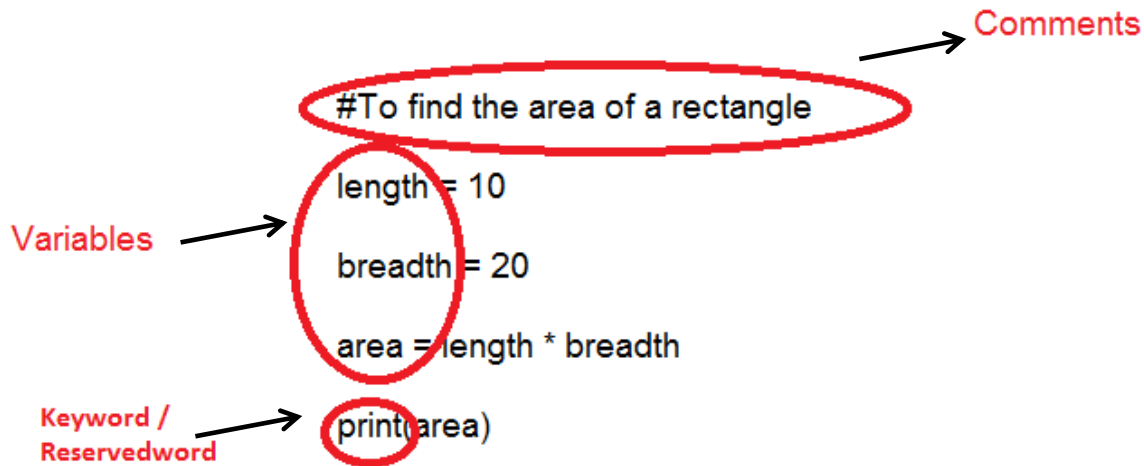 Comments
#To find the area of a rectangle
length = 10
Variables
breadth = 20
area = length * breadth
Keyword /
Reservedword
print(area)